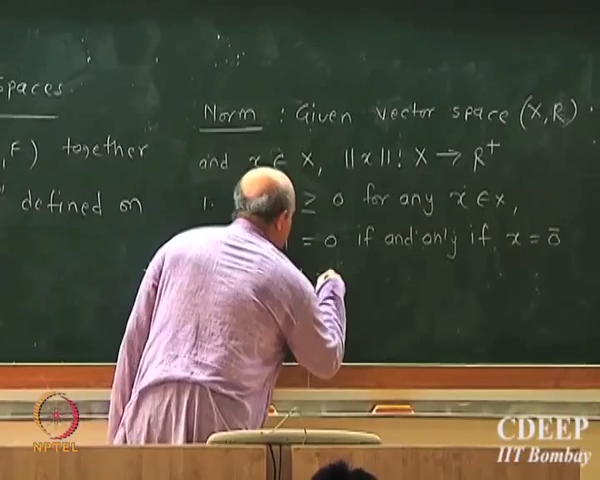 spaces
,F) together
defined on
Norm : Given vector space (X,R)
and x ∈ X, ||x|| : X → R⁺
1. ≥ 0 for any x ∈ X,
= 0 if and only if x = 0̄
NPTEL
CDEEP
IIT Bombay